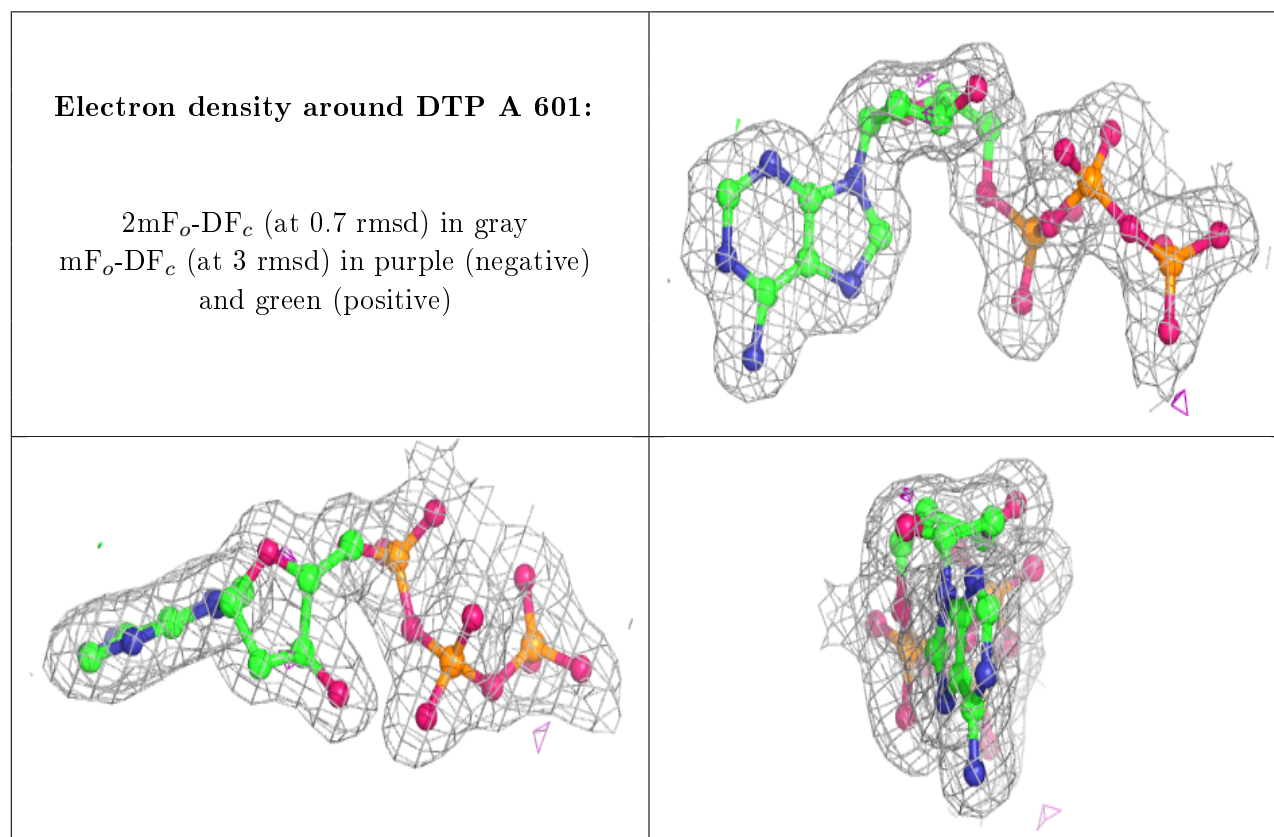 Electron density around DTP A 601:
2mFₒ-DF𝒸 (at 0.7 rmsd) in gray
mFₒ-DF𝒸 (at 3 rmsd) in purple (negative)
and green (positive)